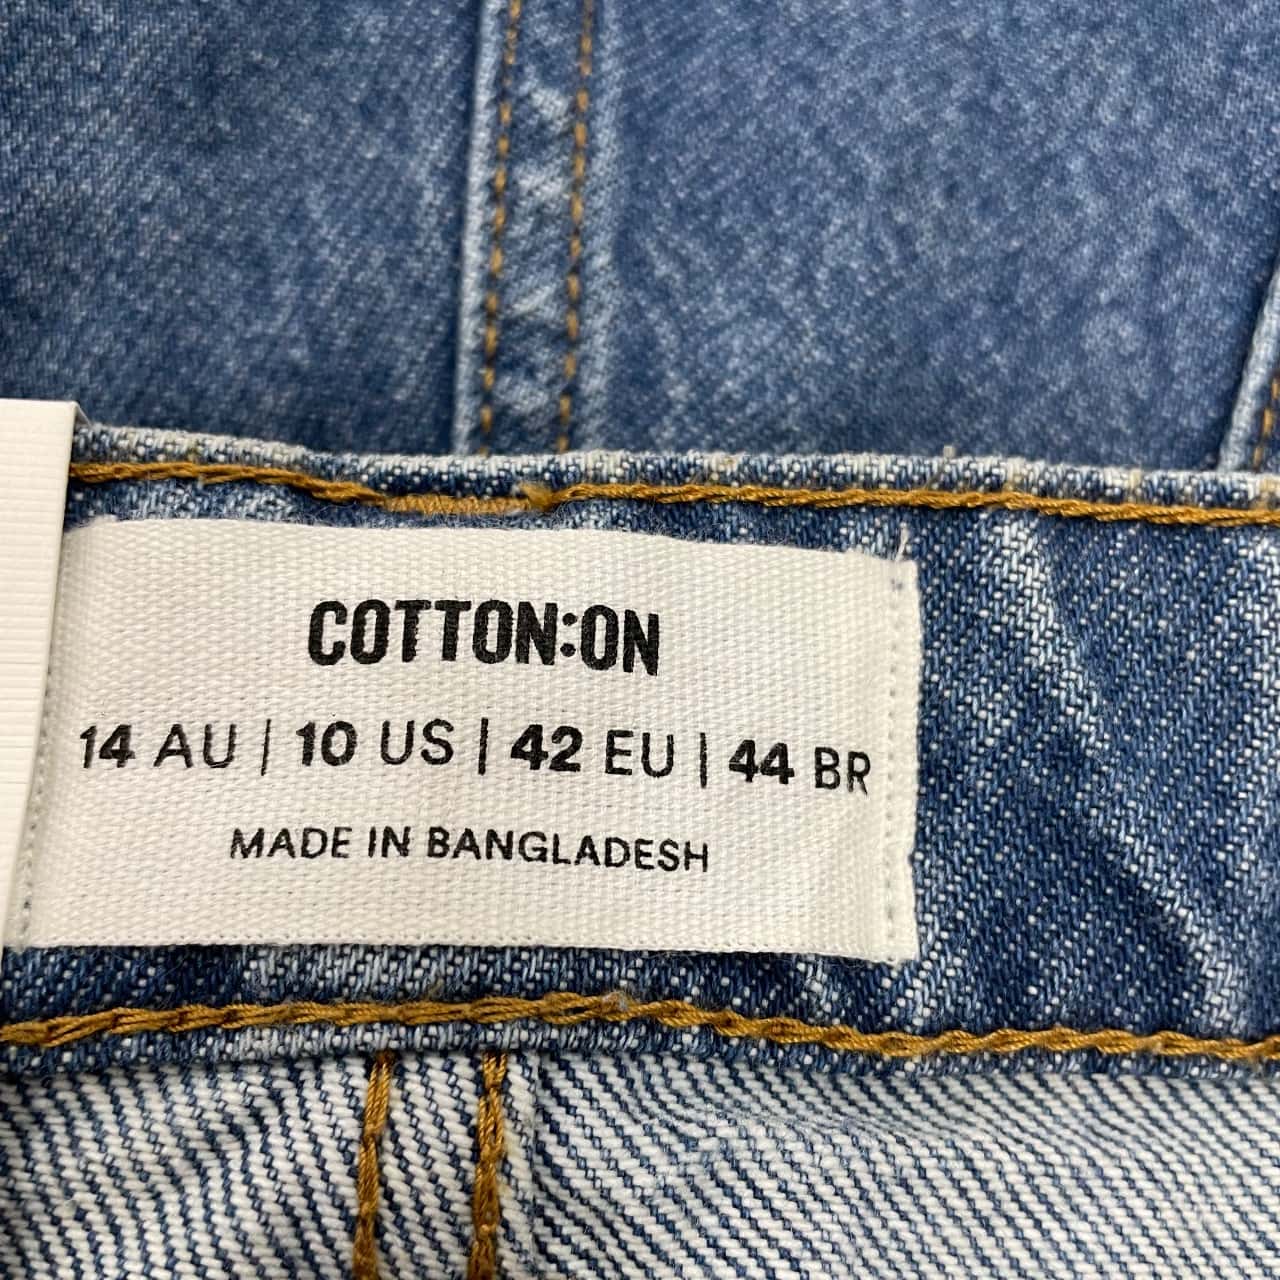 COTTON:ON
14 AU | 10 US | 42 EU | 44 BR
MADE IN BANGLADESH